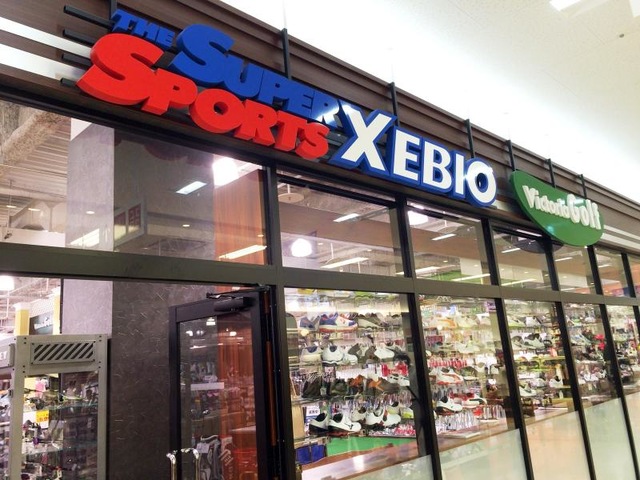 THE SUPER
SPORTS
XEBIO
Victoria Golf